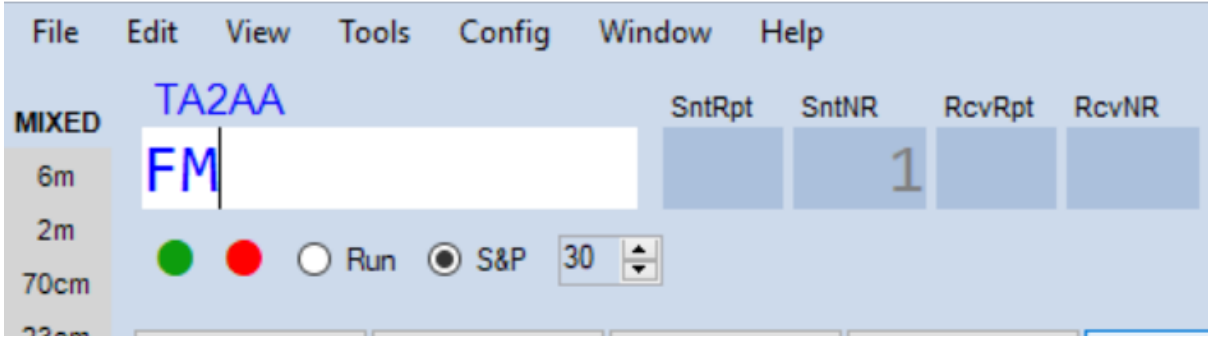 File Edit View Tools Config Window Help
TA2AA
SntRpt SntNR RcvRpt RcvNR
MIXED
FM
1
6m
2m
Run S&P 30
70cm
23cm